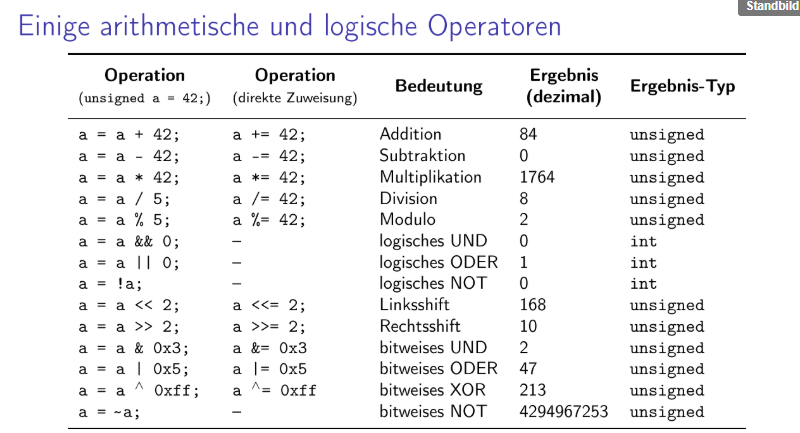 Standbild
Einige arithmetische und logische Operatoren
Operation Operation Bedeutung Ergebnis Ergebnis-Typ
(unsigned a = 42;) (direkte Zuweisung) (dezimal)
a = a + 42; a += 42; Addition 84 unsigned
a = a - 42; a -= 42; Subtraktion 0 unsigned
a = a * 42; a *= 42; Multiplikation 1764 unsigned
a = a / 5; a /= 42; Division 8 unsigned
a = a % 5; a %= 42; Modulo 2 unsigned
a = a && 0; – logisches UND 0 int
a = a || 0; – logisches ODER 1 int
a = !a; – logisches NOT 0 int
a = a << 2; a <<= 2; Linksshift 168 unsigned
a = a >> 2; a >>= 2; Rechtsshift 10 unsigned
a = a & 0x3; a &= 0x3 bitweises UND 2 unsigned
a = a | 0x5; a |= 0x5 bitweises ODER 47 unsigned
a = a ^ 0xff; a ^= 0xff bitweises XOR 213 unsigned
a = ~a; – bitweises NOT 4294967253 unsigned